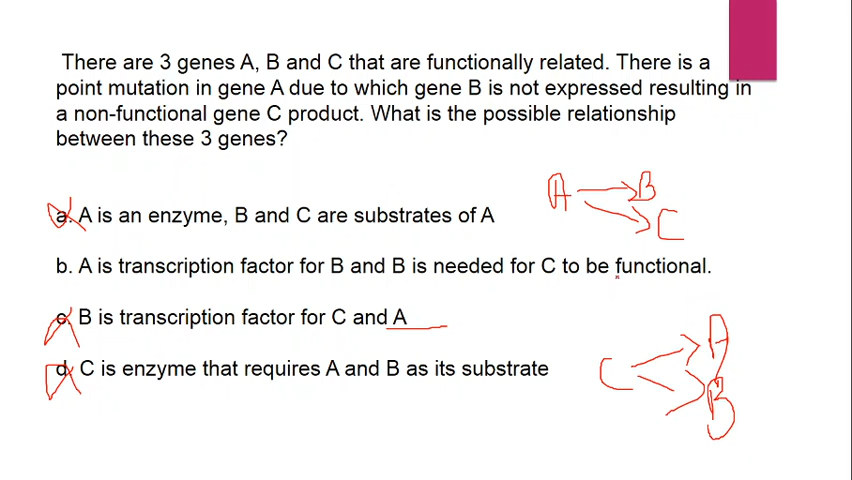 There are 3 genes A, B and C that are functionally related. There is a
point mutation in gene A due to which gene B is not expressed resulting in
a non-functional gene C product. What is the possible relationship
between these 3 genes?
a. A is an enzyme, B and C are substrates of A
A B
C
b. A is transcription factor for B and B is needed for C to be functional.
c. B is transcription factor for C and A
d. C is enzyme that requires A and B as its substrate
A
C
B